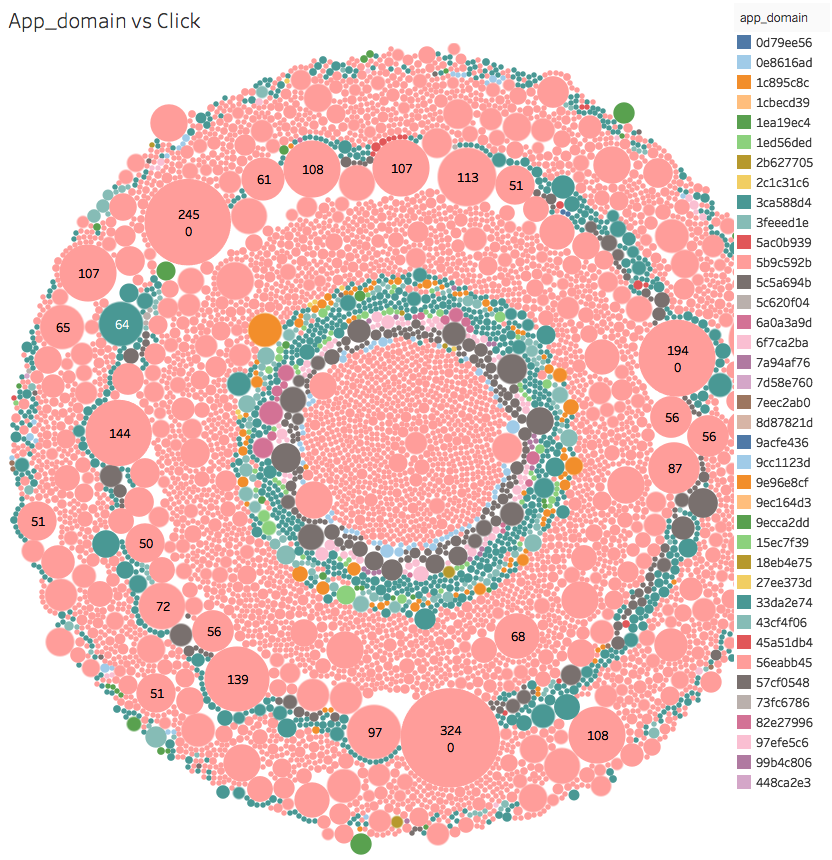 App_domain vs Click
app_domain
0d79ee56
0e8616ad
1c895c8c
1cbecd39
1ea19ec4
1ed56ded
2b627705
2c1c31c6
3ca588d4
3feeed1e
5ac0b939
5b9c592b
5c5a694b
5c620f04
6a0a3a9d
6f7ca2ba
7a94af76
7d58e760
7eec2ab0
8d87821d
9acfe436
9cc1123d
9e96e8cf
9ec164d3
9ecca2dd
15ec7f39
18eb4e75
27ee373d
33da2e74
43cf4f06
45a51db4
56eabb45
57cf0548
73fc6786
82e27996
97efe5c6
99b4c806
448ca2e3
108
107
113
61
51
245
0
107
65
64
194
0
56
56
144
87
51
50
72
56
68
139
51
97
324
0
108